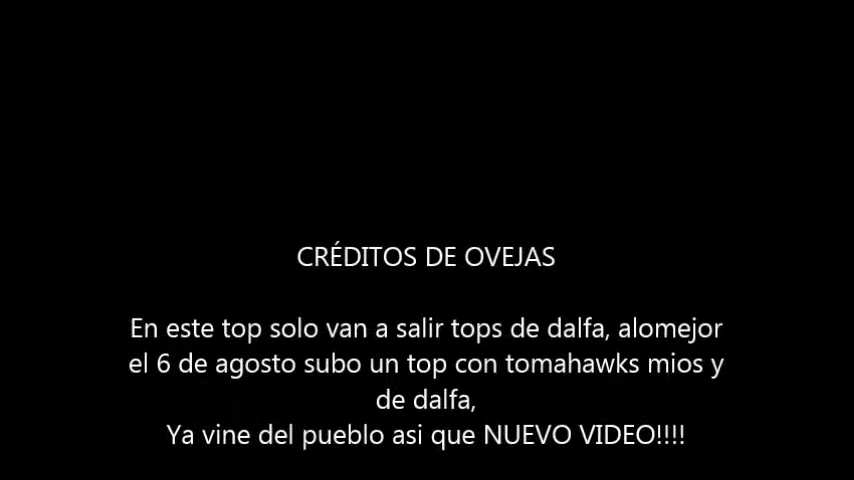 CRÉDITOS DE OVEJAS
En este top solo van a salir tops de dalfa, alomejor
el 6 de agosto subo un top con tomahawks mios y
de dalfa,
Ya vine del pueblo asi que NUEVO VIDEO!!!!